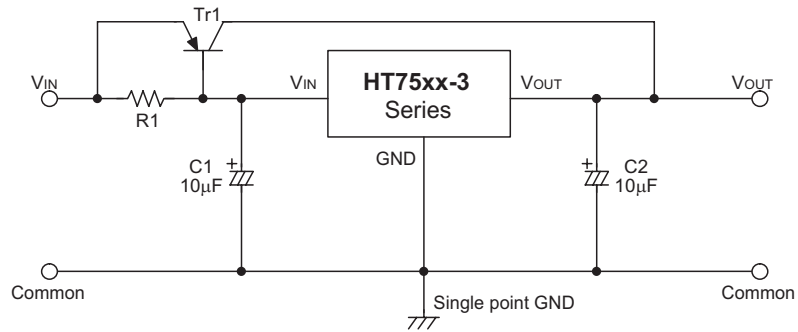 Tr1
VIN
R1
VIN
HT75xx-3
Series
VOUT
VOUT
GND
C1
10μF
+
C2
10μF
+
Common
Single point GND
Common